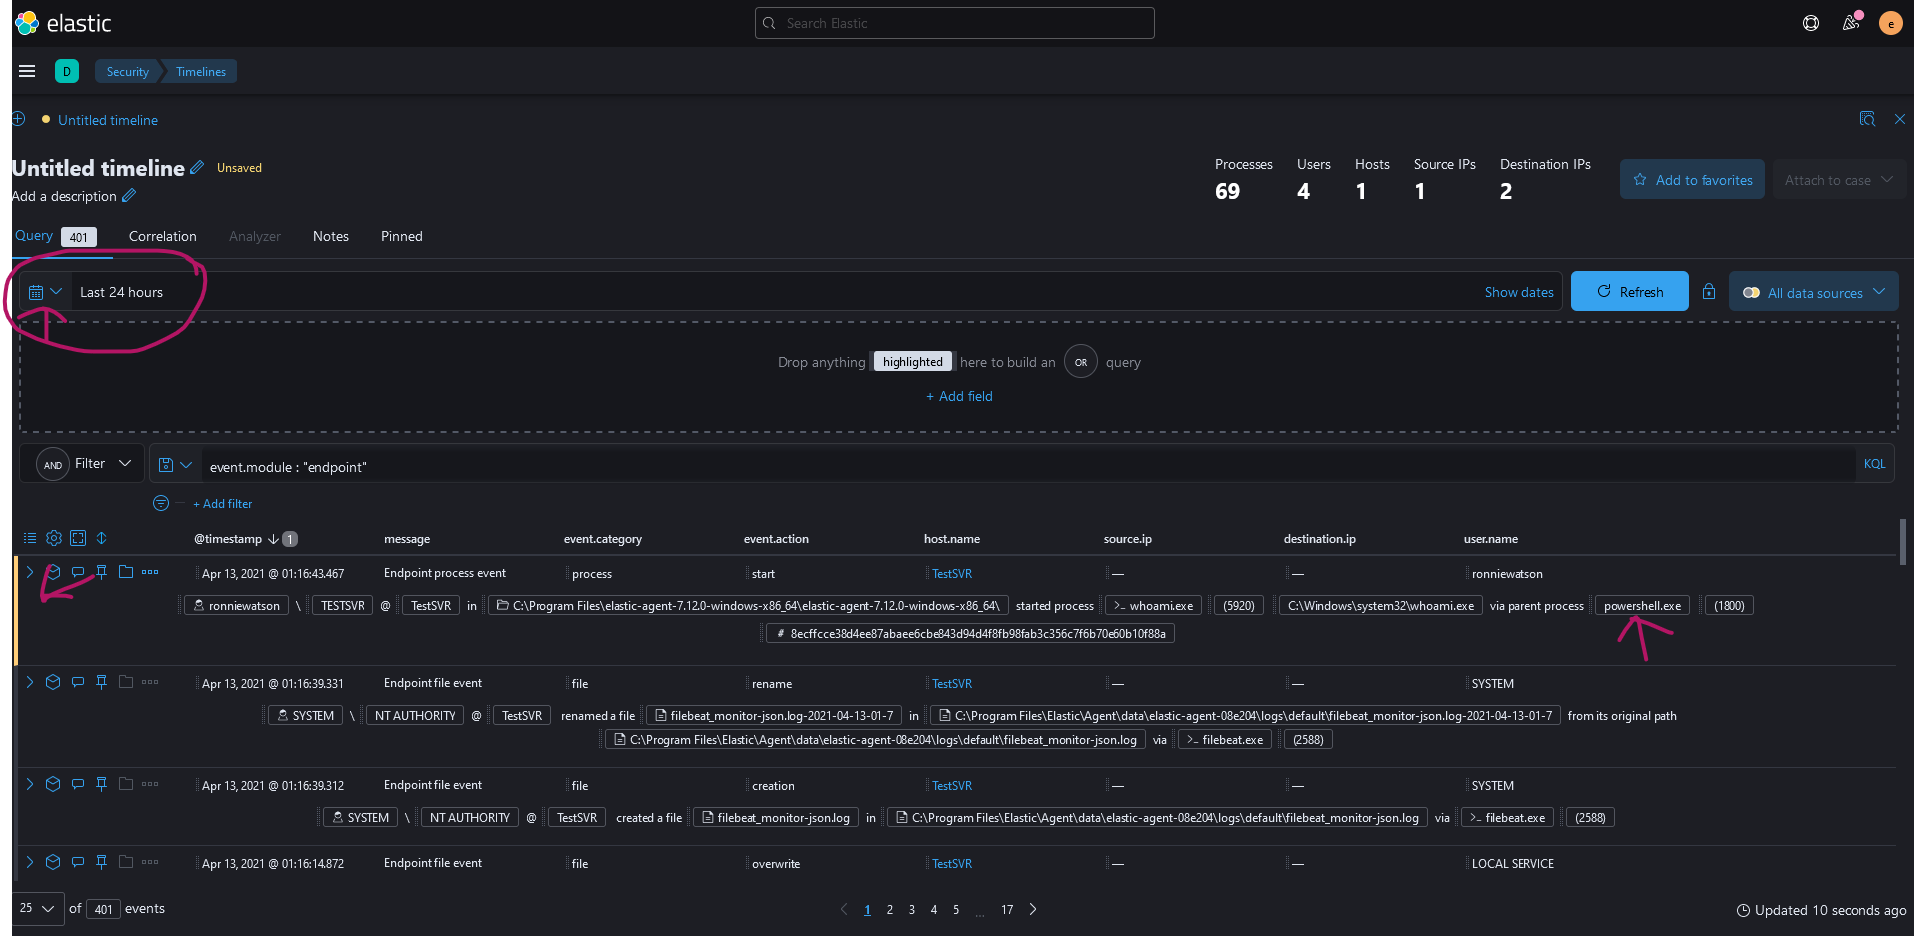 elastic
Search Elastic
e
D Security Timelines
Untitled timeline
Untitled timeline Unsaved
Add a description
Processes Users Hosts Source IPs Destination IPs
69 4 1 1 2
Add to favorites Attach to case
Query 401 Correlation Analyzer Notes Pinned
Last 24 hours Show dates Refresh All data sources
Drop anything highlighted here to build an OR query
+ Add field
AND Filter event.module : "endpoint" KQL
+ Add filter
@timestamp 1 message event.category event.action host.name source.ip destination.ip user.name
Apr 13, 2021 @ 01:16:43.467 Endpoint process event process start TestSVR — — ronniewatson
ronniewatson \ TESTSVR @ TestSVR in C:\Program Files\elastic-agent-7.12.0-windows-x86_64\elastic-agent-7.12.0-windows-x86_64\ started process >_ whoami.exe (5920) C:\Windows\system32\whoami.exe via parent process powershell.exe (1800)
# 8ecffcce38d4ee87abaee6cbe843d94d4f8fb98fab3c356c7f6b70e60b10f88a
Apr 13, 2021 @ 01:16:39.331 Endpoint file event file rename TestSVR — — SYSTEM
SYSTEM \ NT AUTHORITY @ TestSVR renamed a file filebeat_monitor-json.log-2021-04-13-01-7 in C:\Program Files\Elastic\Agent\data\elastic-agent-08e204\logs\default\filebeat_monitor-json.log-2021-04-13-01-7 from its original path
C:\Program Files\Elastic\Agent\data\elastic-agent-08e204\logs\default\filebeat_monitor-json.log via >_ filebeat.exe (2588)
Apr 13, 2021 @ 01:16:39.312 Endpoint file event file creation TestSVR — — SYSTEM
SYSTEM \ NT AUTHORITY @ TestSVR created a file filebeat_monitor-json.log in C:\Program Files\Elastic\Agent\data\elastic-agent-08e204\logs\default\filebeat_monitor-json.log via >_ filebeat.exe (2588)
Apr 13, 2021 @ 01:16:14.872 Endpoint file event file overwrite TestSVR — — LOCAL SERVICE
25 of 401 events 1 2 3 4 5 ... 17 Updated 10 seconds ago